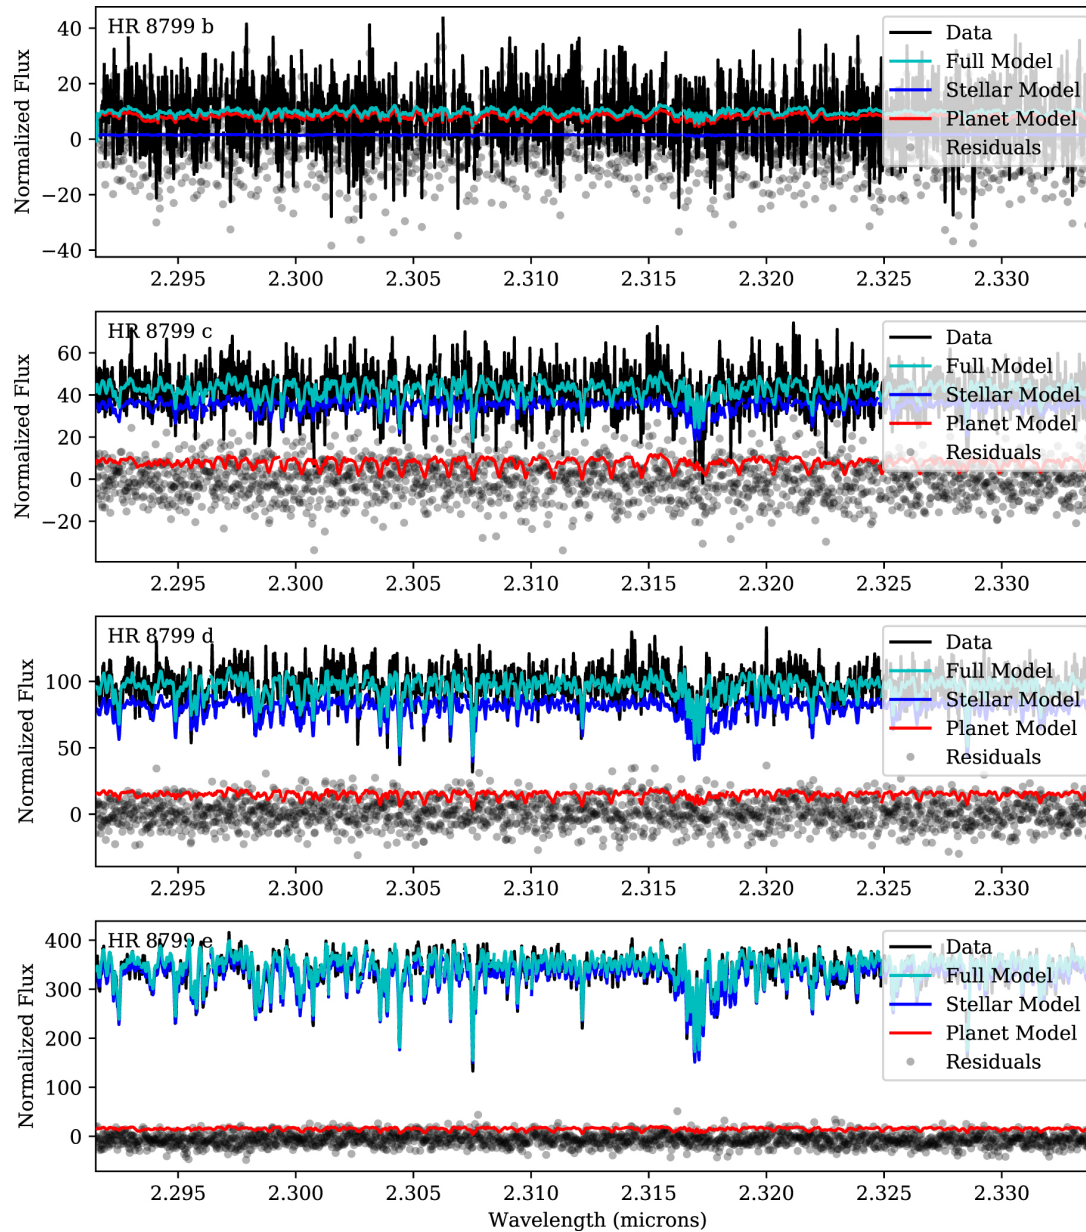 HR 8799 b
Normalized Flux
40
20
0
−20
−40
Data
Full Model
Stellar Model
Planet Model
Residuals
2.295 2.300 2.305 2.310 2.315 2.320 2.325 2.330
HR 8799 c
Normalized Flux
60
40
20
0
−20
Data
Full Model
Stellar Model
Planet Model
Residuals
2.295 2.300 2.305 2.310 2.315 2.320 2.325 2.330
HR 8799 d
Normalized Flux
100
50
0
Data
Full Model
Stellar Model
Planet Model
Residuals
2.295 2.300 2.305 2.310 2.315 2.320 2.325 2.330
HR 8799 e
Normalized Flux
400
300
200
100
0
Data
Full Model
Stellar Model
Planet Model
Residuals
2.295 2.300 2.305 2.310 2.315 2.320 2.325 2.330
Wavelength (microns)